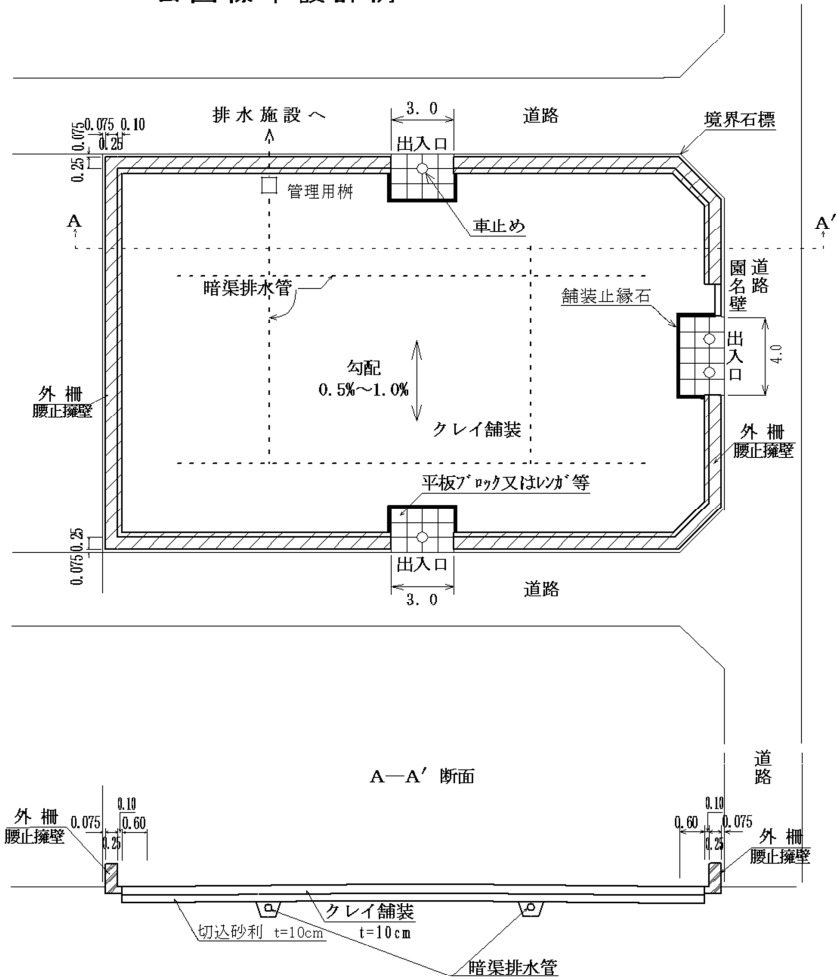 排水施設へ
3.0
道路
境界石標
0.075
0.10
0.25
0.075
0.25
出入口
管理用桝
車止め
A
A′
暗渠排水管
舗装止縁石
園名壁
道路
出入口
4.0
勾配
0.5%～1.0%
外柵
腰止擁壁
クレイ舗装
外柵
腰止擁壁
平板ブロック又はレンガ等
0.25
0.075
出入口
3.0
道路
道路
A―A′ 断面
外柵
腰止擁壁
0.075
0.10
0.60
0.25
0.60
0.10
0.075
0.25
外柵
腰止擁壁
クレイ舗装
t=10cm
切込砂利 t=10cm
暗渠排水管